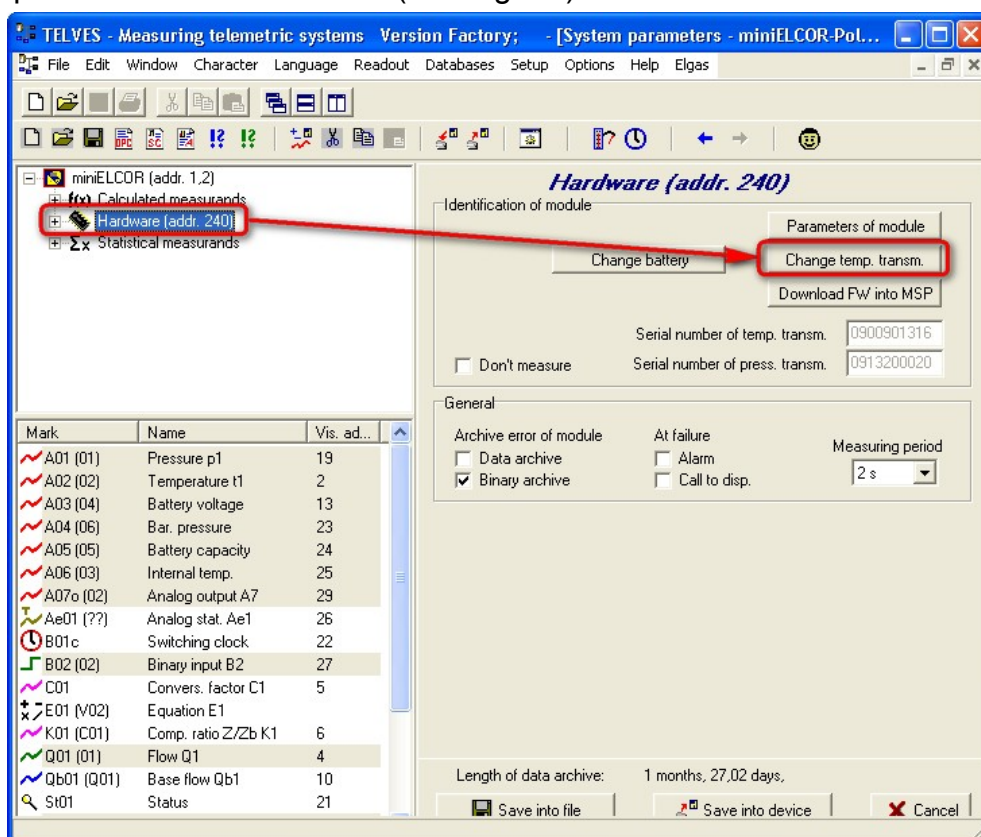 TELVES - Measuring telemetric systems Version Factory; - [System parameters - miniELCOR-Pol...
File Edit Window Character Language Readout Databases Setup Options Help Elgas
miniELCOR (addr. 1,2)
f(x) Calculated measurands
Hardware (addr. 240)
Σx Statistical measurands
Hardware (addr. 240)
Identification of module
Parameters of module
Change battery
Change temp. transm.
Download FW into MSP
Serial number of temp. transm. 0900901316
Don't measure
Serial number of press. transm. 0913200020
General
Archive error of module
At failure
Measuring period
Data archive
Alarm
2 s
Binary archive
Call to disp.
Mark Name Vis. ad...
A01 (01) Pressure p1 19
A02 (02) Temperature t1 2
A03 (04) Battery voltage 13
A04 (06) Bar. pressure 23
A05 (05) Battery capacity 24
A06 (03) Internal temp. 25
A07o (02) Analog output A7 29
Ae01 (??) Analog stat. Ae1 26
B01c Switching clock 22
B02 (02) Binary input B2 27
C01 Convers. factor C1 5
E01 (V02) Equation E1
K01 (C01) Comp. ratio Z/Zb K1 6
Q01 (01) Flow Q1 4
Qb01 (Q01) Base flow Qb1 10
St01 Status 21
Length of data archive: 1 months, 27,02 days,
Save into file
Save into device
Cancel